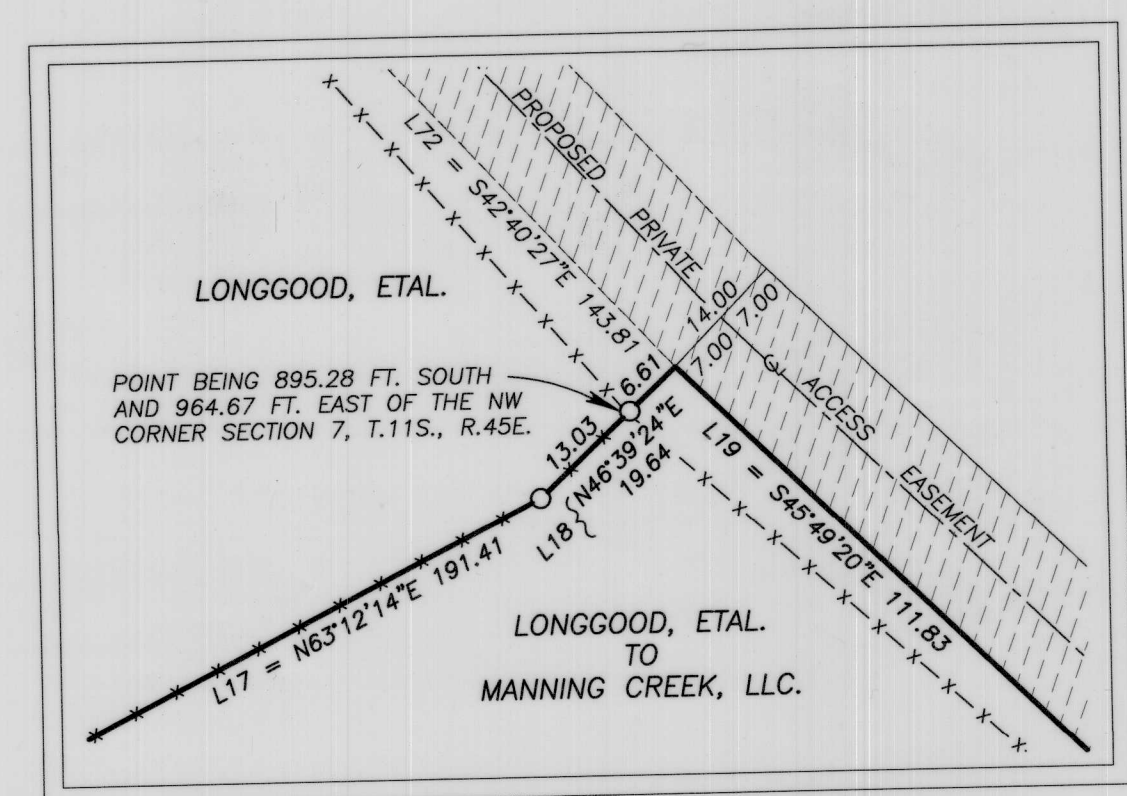 PROPOSED PRIVATE ACCESS EASEMENT
L72 = S42°40'27"E 143.81
LONGGOOD, ETAL.
14.00
7.00
7.00
6.61
POINT BEING 895.28 FT. SOUTH
AND 964.67 FT. EAST OF THE NW
CORNER SECTION 7, T.11S., R.45E.
13.03
L18 { N46°39'24"E
19.64
L19 = S45°49'20"E 111.83
L17 = N63°12'14"E 191.41
LONGGOOD, ETAL.
TO
MANNING CREEK, LLC.